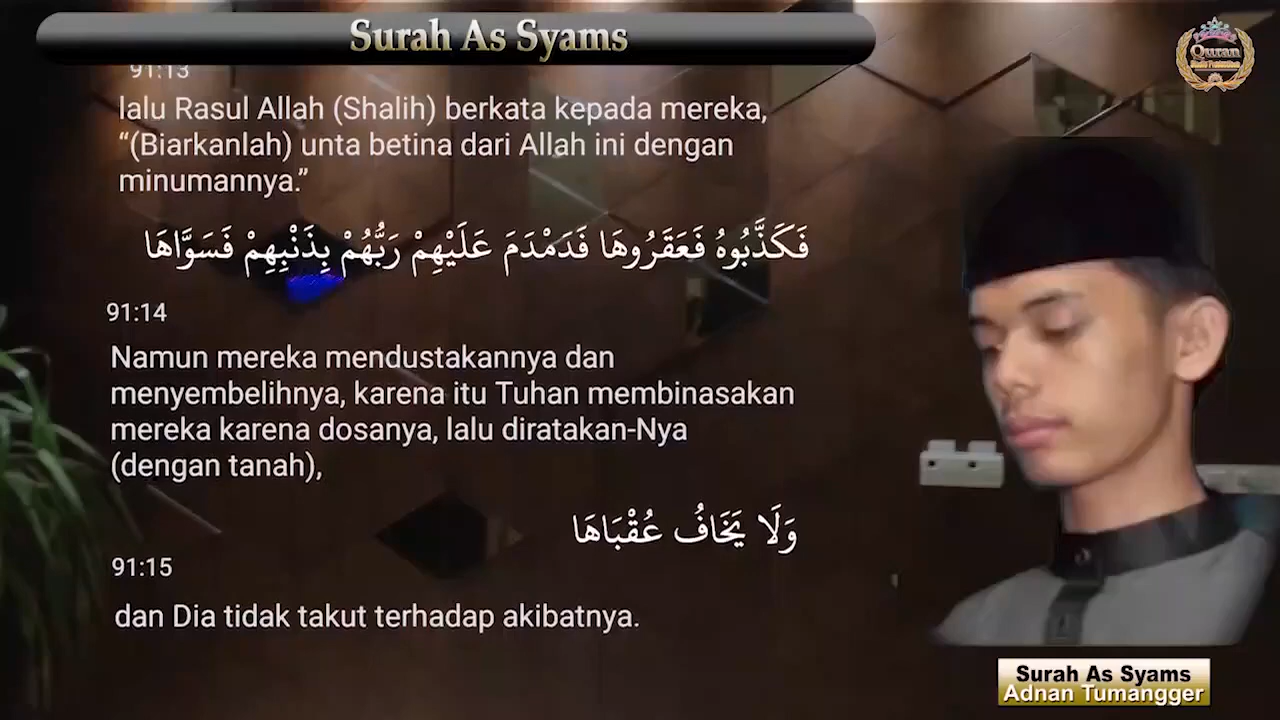 Surah As Syams
Quran
91:13
lalu Rasul Allah (Shalih) berkata kepada mereka,
“(Biarkanlah) unta betina dari Allah ini dengan
minumannya.”
فَكَذَّبُوهُ فَعَقَرُوهَا فَدَمْدَمَ عَلَيْهِمْ رَبُّهُمْ بِذَنْبِهِمْ فَسَوَّاهَا
91:14
Namun mereka mendustakannya dan
menyembelihnya, karena itu Tuhan membinasakan
mereka karena dosanya, lalu diratakan-Nya
(dengan tanah),
وَلَا يَخَافُ عُقْبَاهَا
91:15
dan Dia tidak takut terhadap akibatnya.
Surah As Syams
Adnan Tumangger